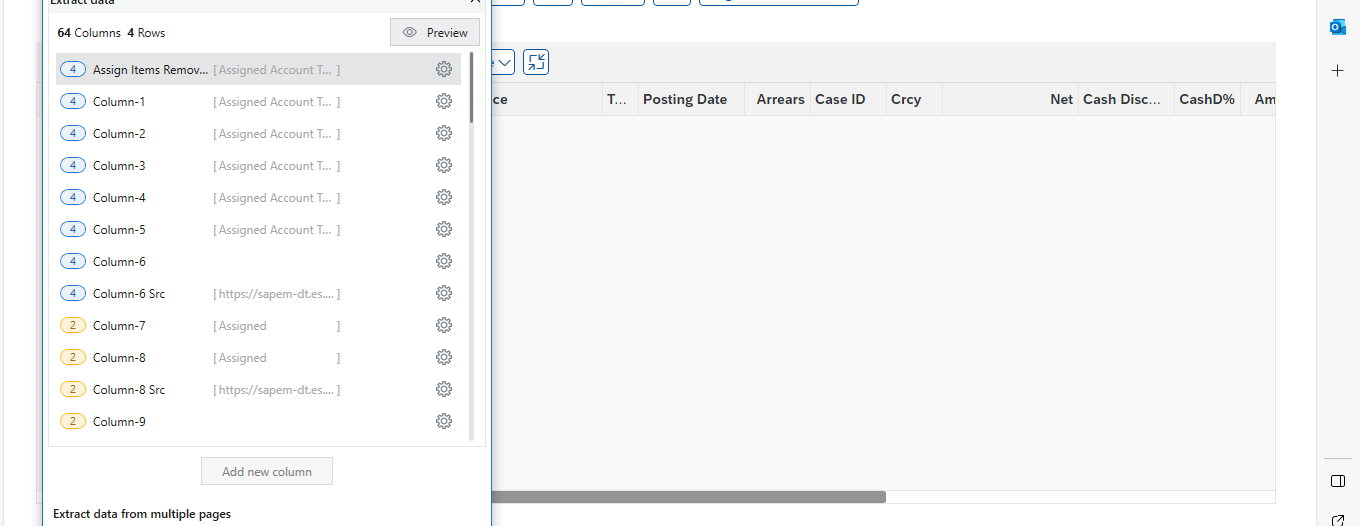 Extract data
64 Columns 4 Rows
Preview
4 Assign Items Remov... [Assigned Account T... ]
4 Column-1 [Assigned Account T... ]
4 Column-2 [Assigned Account T... ]
4 Column-3 [Assigned Account T... ]
4 Column-4 [Assigned Account T... ]
4 Column-5 [Assigned Account T... ]
4 Column-6
4 Column-6 Src [https://sapem-dt.es.... ]
2 Column-7 [Assigned ]
2 Column-8 [Assigned ]
2 Column-8 Src [https://sapem-dt.es.... ]
2 Column-9
Add new column
Extract data from multiple pages
ce T... Posting Date Arrears Case ID Crcy Net Cash Disc... CashD% Am